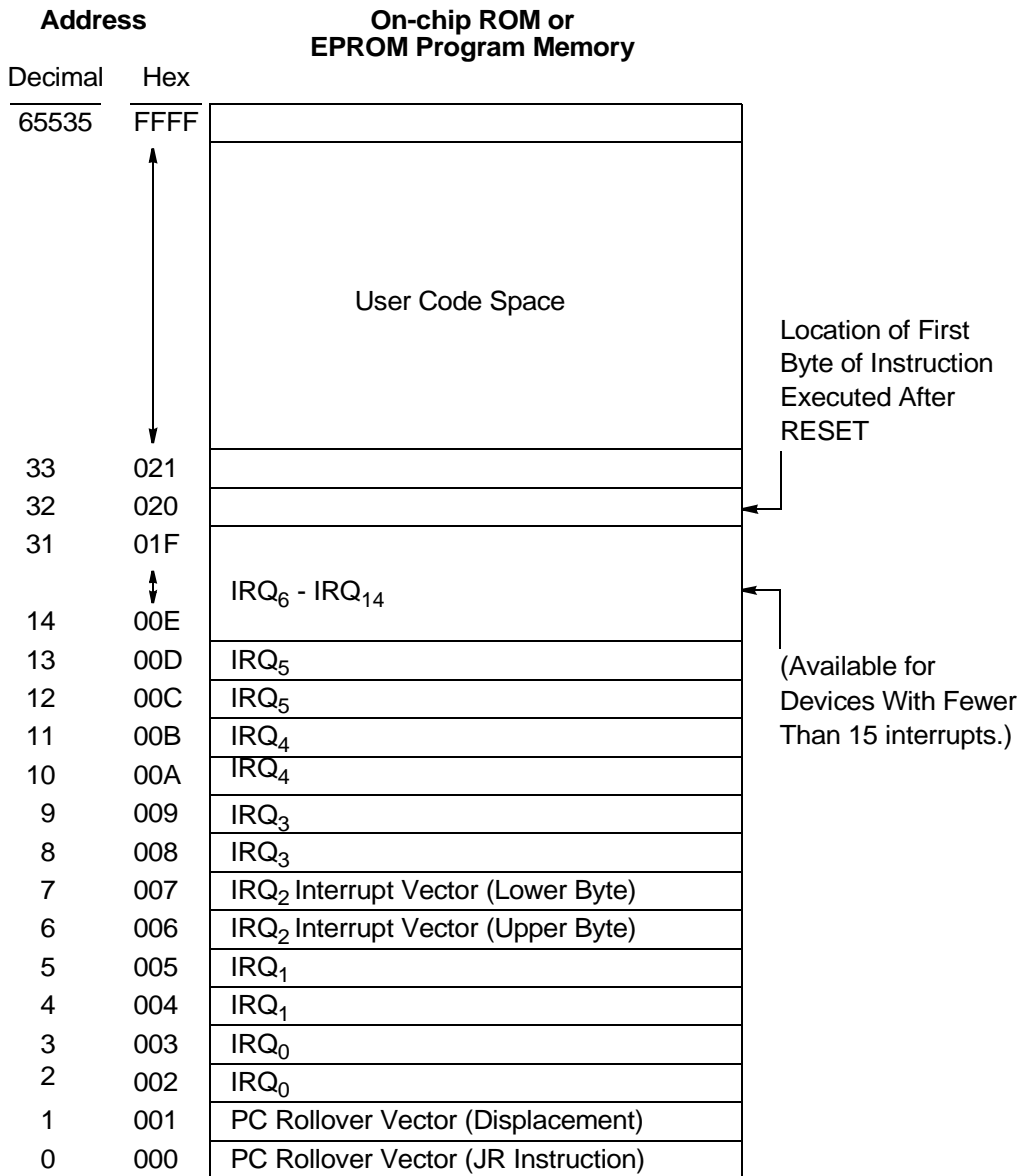 Address On-chip ROM or
EPROM Program Memory
Decimal Hex
65535 FFFF
User Code Space
Location of First
Byte of Instruction
Executed After
RESET
33 021
32 020
31 01F
IRQ6 - IRQ14
14 00E
13 00D IRQ5
12 00C IRQ5
11 00B IRQ4
10 00A IRQ4
9 009 IRQ3
8 008 IRQ3
7 007 IRQ2 Interrupt Vector (Lower Byte)
6 006 IRQ2 Interrupt Vector (Upper Byte)
5 005 IRQ1
4 004 IRQ1
3 003 IRQ0
2 002 IRQ0
1 001 PC Rollover Vector (Displacement)
0 000 PC Rollover Vector (JR Instruction)
(Available for
Devices With Fewer
Than 15 interrupts.)